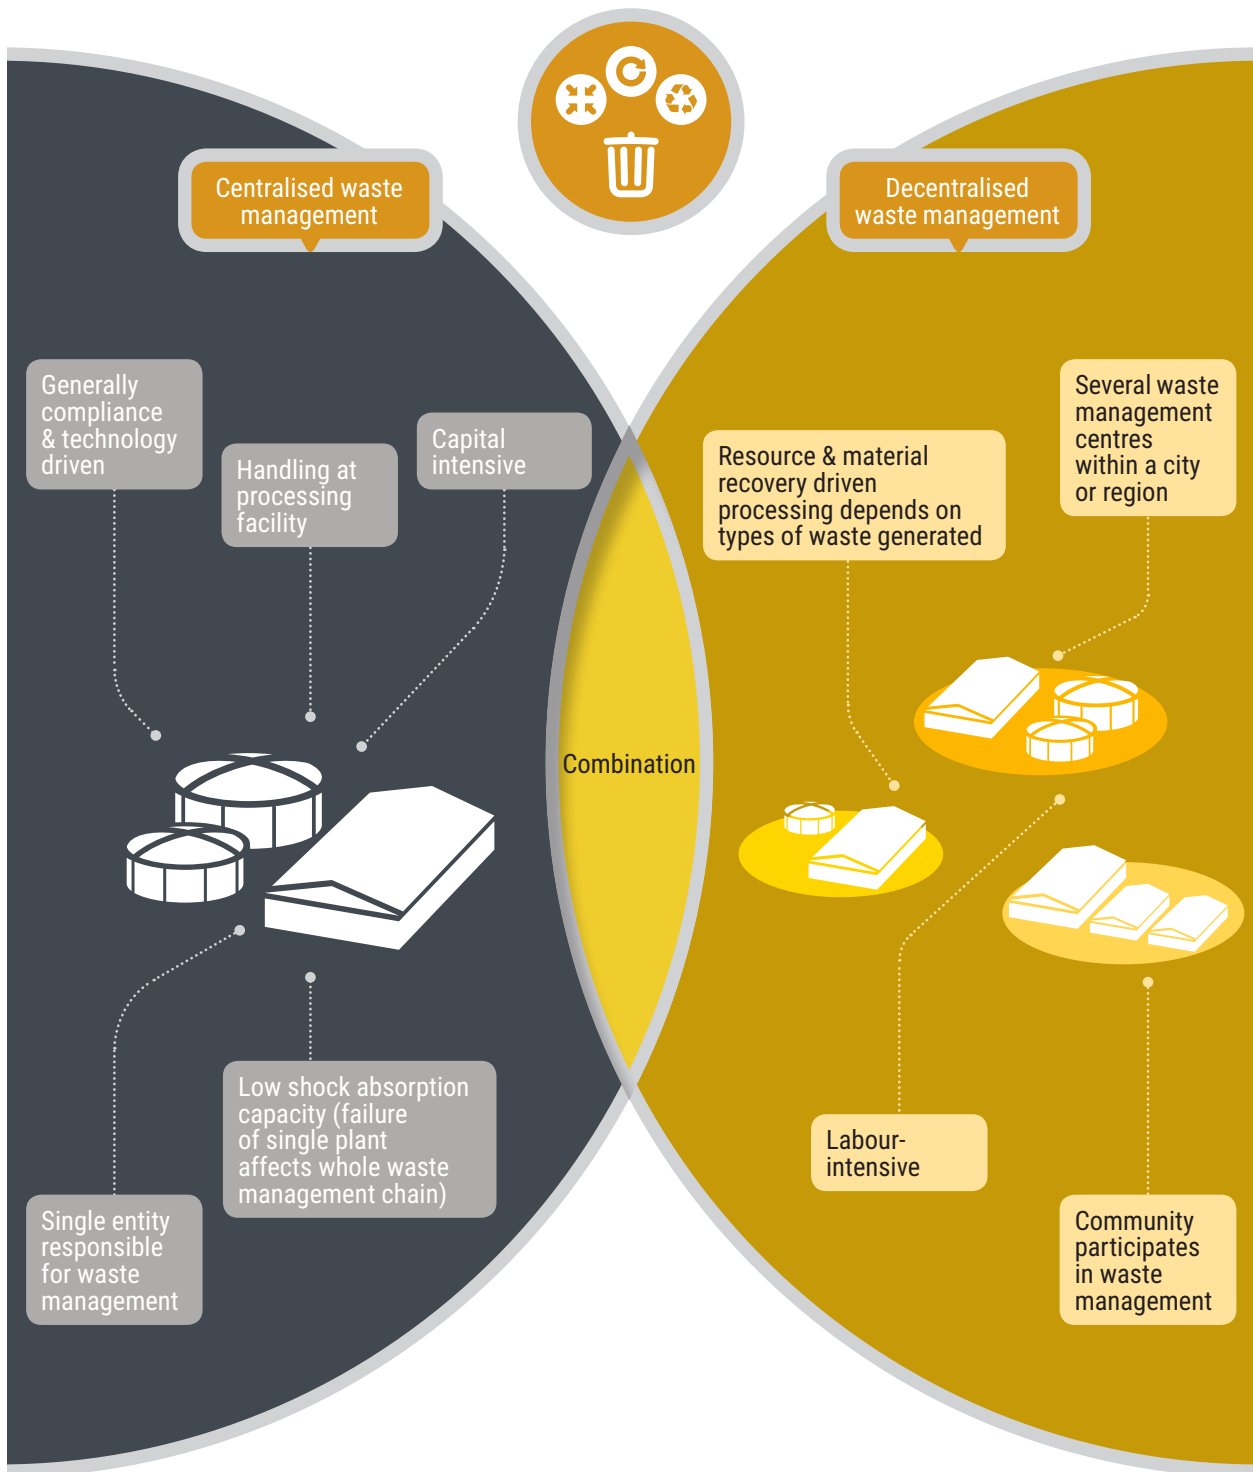 Centralised waste
management
Decentralised
waste management
Generally
compliance
& technology
driven
Handling at
processing
facility
Capital
intensive
Resource & material
recovery driven
processing depends on
types of waste generated
Several waste
management
centres
within a city
or region
Combination
Low shock absorption
capacity (failure
of single plant
affects whole waste
management chain)
Single entity
responsible
for waste
management
Labour-
intensive
Community
participates
in waste
management